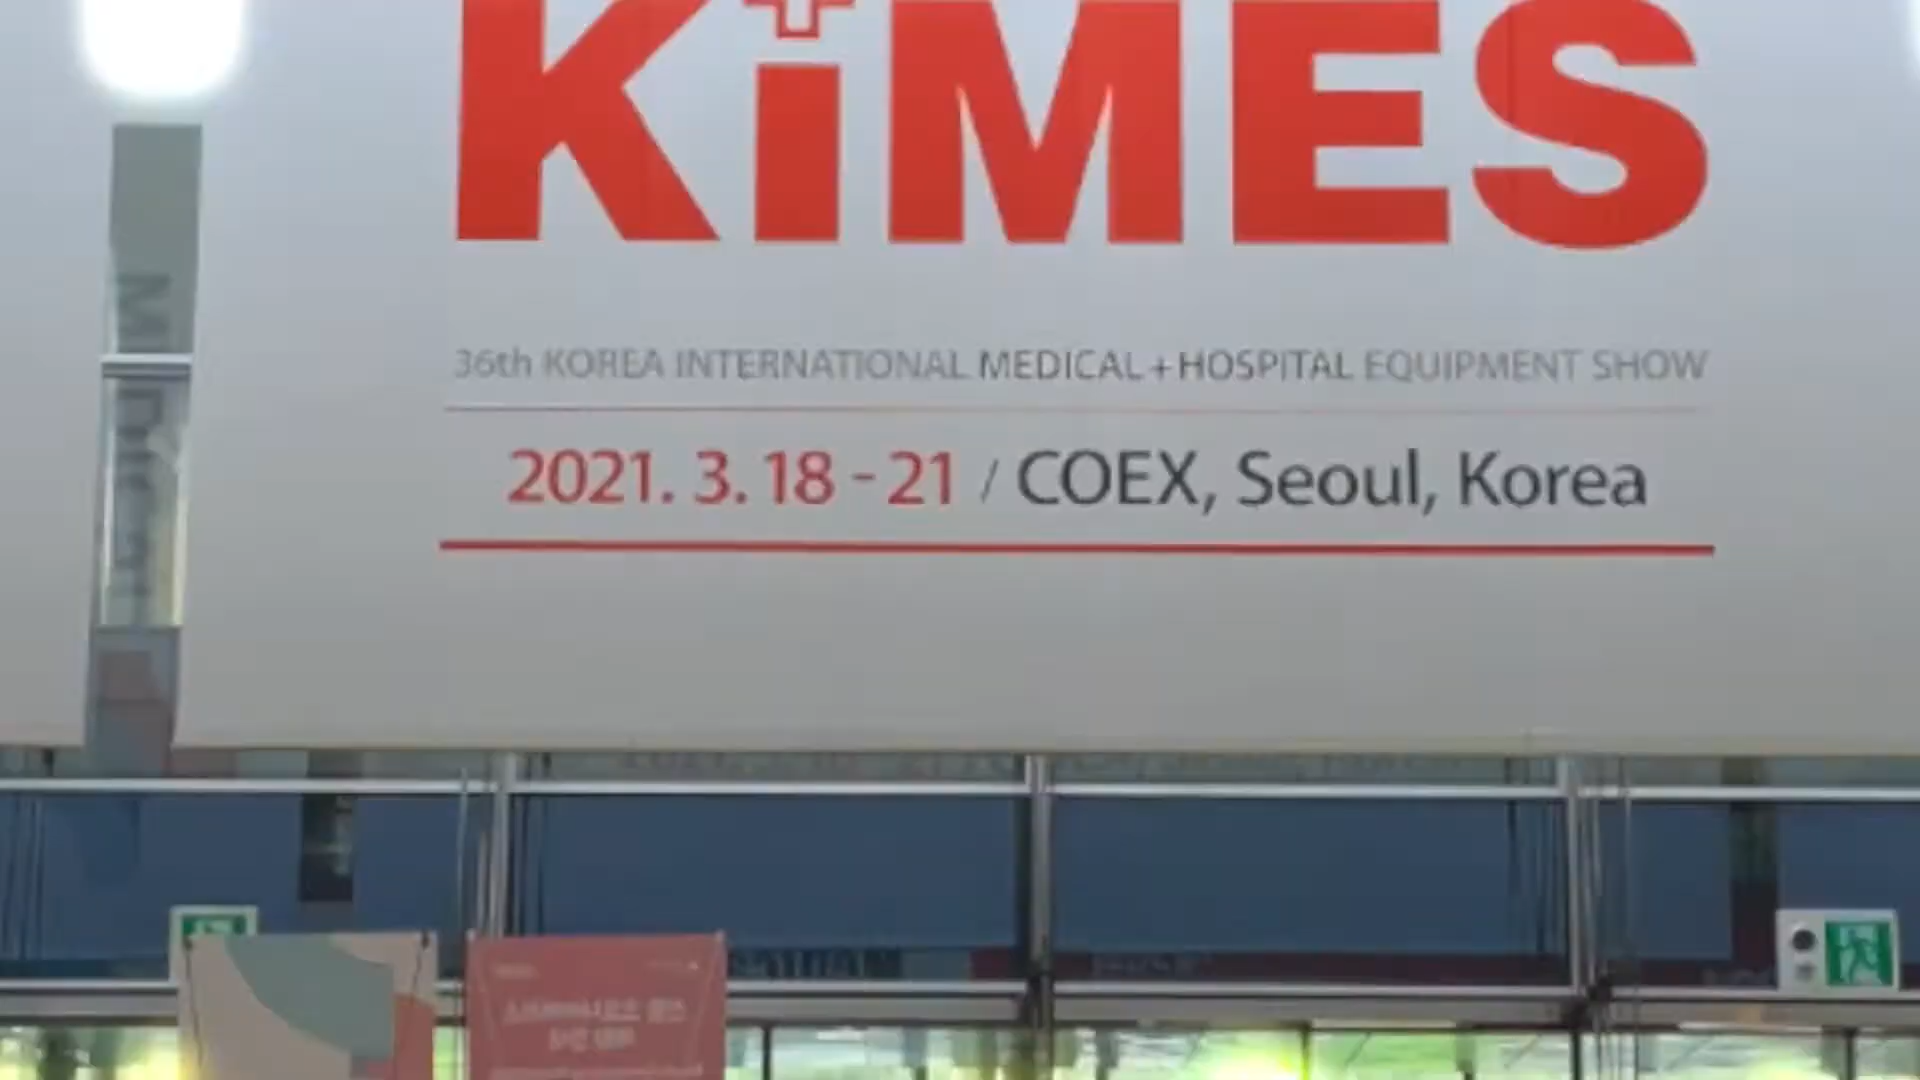 KiMES
36th KOREA INTERNATIONAL MEDICAL+HOSPITAL EQUIPMENT SHOW
2021. 3. 18 - 21 / COEX, Seoul, Korea